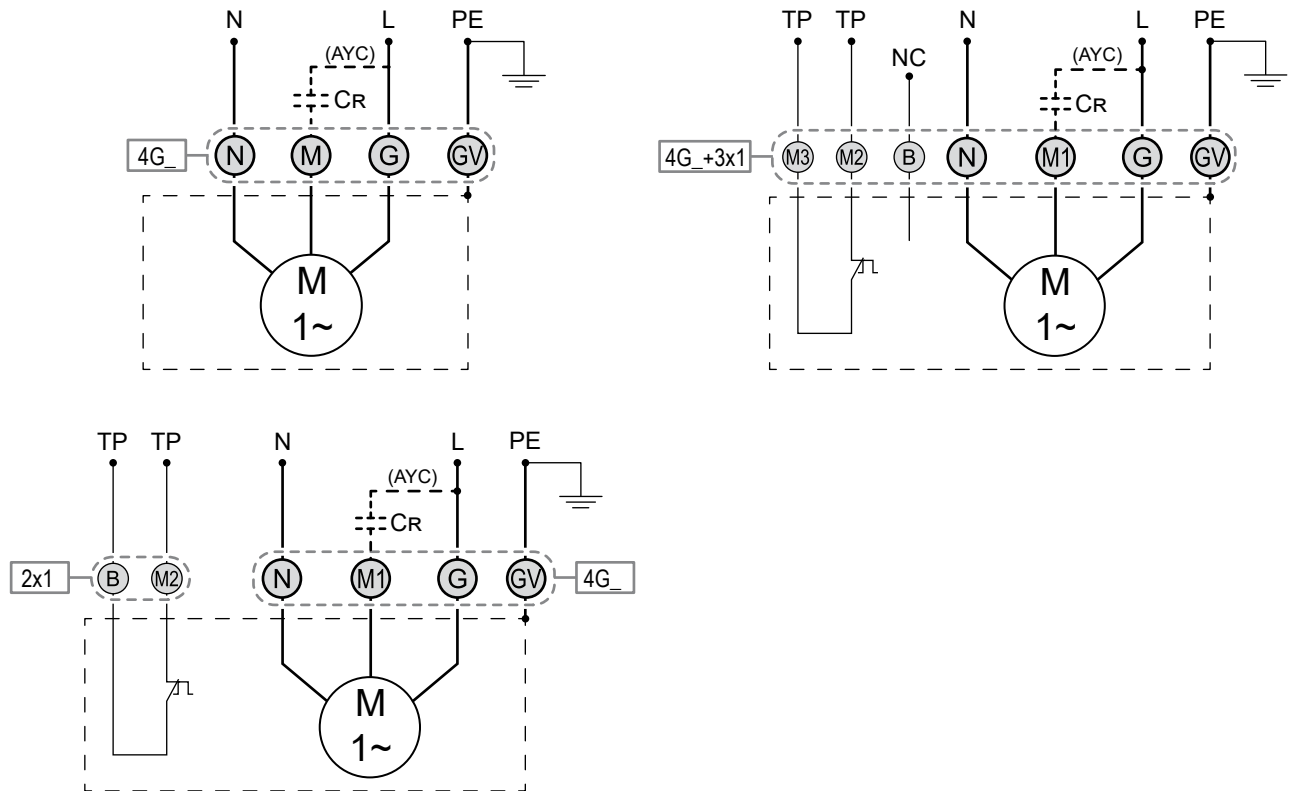 N L PE
(AYC)
CR
4G_ N M G GV
M
1~
TP TP N L PE
NC (AYC)
CR
4G_+3x1 M3 M2 B N M1 G GV
M
1~
TP TP N L PE
(AYC)
CR
2x1 B M2 N M1 G GV 4G_
M
1~